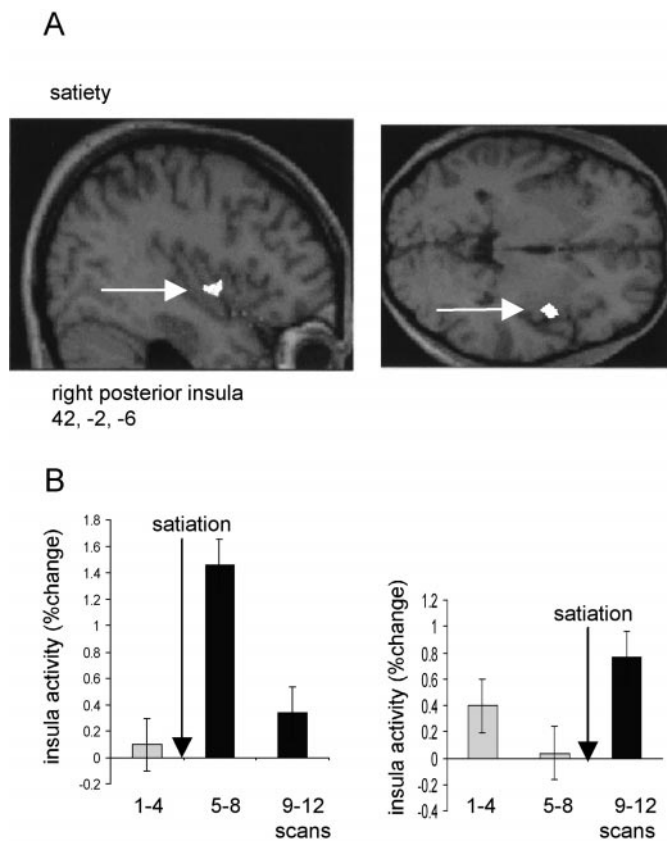 A
satiety
right posterior insula
42, -2, -6
B
insula activity (%change)
1.8
1.6
1.4
1.2
1
0.8
0.6
0.4
0.2
0
-0.2
satiation
1-4
5-8
9-12
scans
insula activity (%change)
1
0.8
0.6
0.4
0.2
0
-0.2
-0.4
satiation
1-4
5-8
9-12
scans